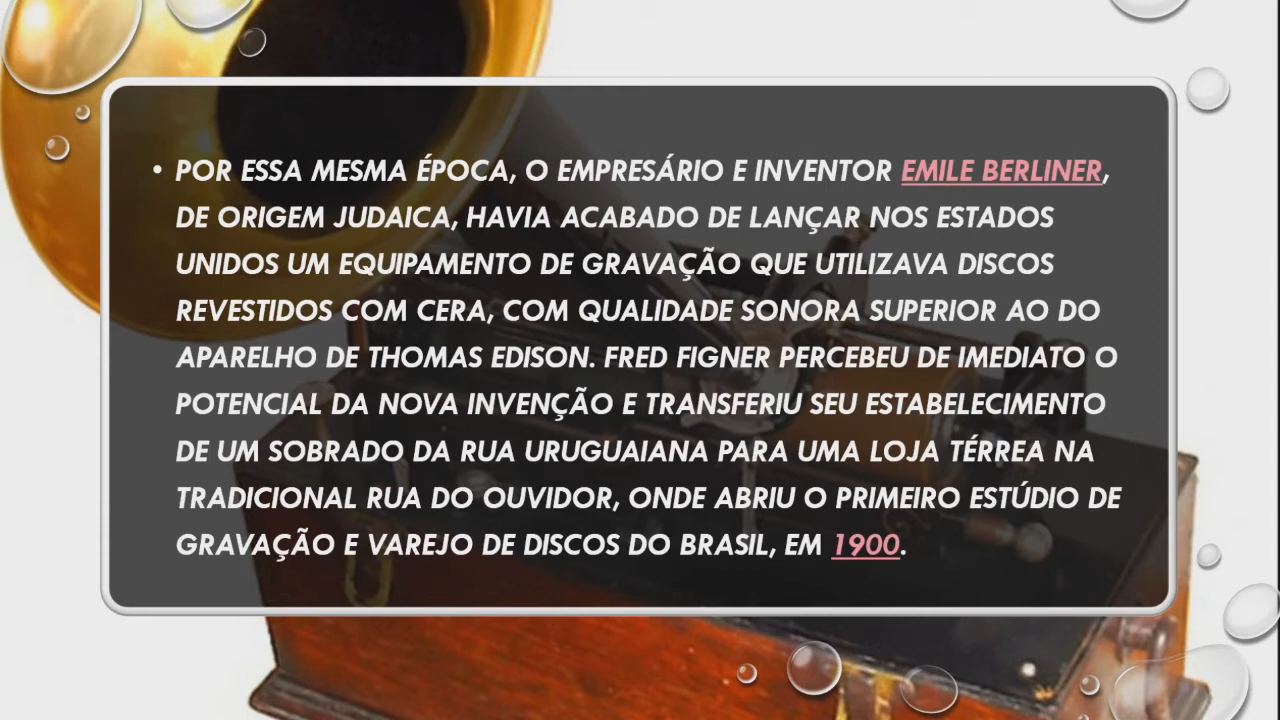 • POR ESSA MESMA ÉPOCA, O EMPRESÁRIO E INVENTOR EMILE BERLINER,
DE ORIGEM JUDAICA, HAVIA ACABADO DE LANÇAR NOS ESTADOS
UNIDOS UM EQUIPAMENTO DE GRAVAÇÃO QUE UTILIZAVA DISCOS
REVESTIDOS COM CERA, COM QUALIDADE SONORA SUPERIOR AO DO
APARELHO DE THOMAS EDISON. FRED FIGNER PERCEBEU DE IMEDIATO O
POTENCIAL DA NOVA INVENÇÃO E TRANSFERIU SEU ESTABELECIMENTO
DE UM SOBRADO DA RUA URUGUAIANA PARA UMA LOJA TÉRREA NA
TRADICIONAL RUA DO OUVIDOR, ONDE ABRIU O PRIMEIRO ESTÚDIO DE
GRAVAÇÃO E VAREJO DE DISCOS DO BRASIL, EM 1900.